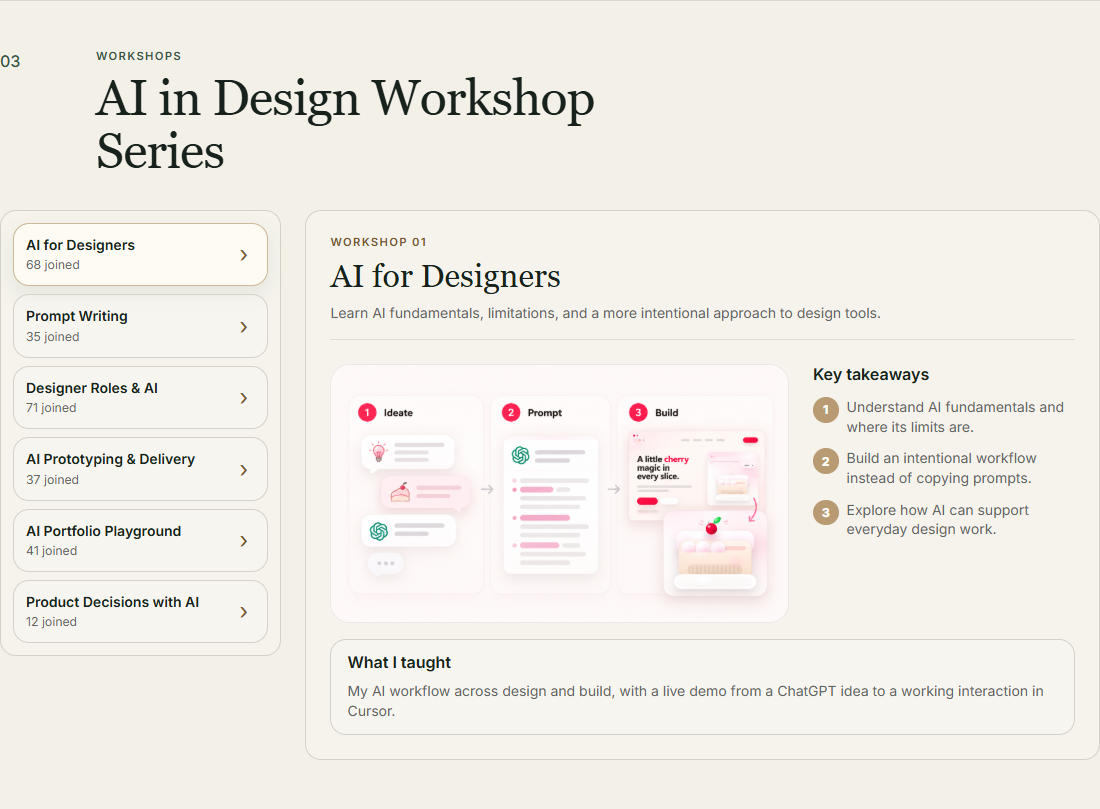 03
WORKSHOPS
AI in Design Workshop
Series
AI for Designers
68 joined
Prompt Writing
35 joined
Designer Roles & AI
71 joined
AI Prototyping & Delivery
37 joined
AI Portfolio Playground
41 joined
Product Decisions with AI
12 joined
WORKSHOP 01
AI for Designers
Learn AI fundamentals, limitations, and a more intentional approach to design tools.
1 Ideate
2 Prompt
3 Build
A little cherry
magic in
every slice.
Key takeaways
1 Understand AI fundamentals and
where its limits are.
2 Build an intentional workflow
instead of copying prompts.
3 Explore how AI can support
everyday design work.
What I taught
My AI workflow across design and build, with a live demo from a ChatGPT idea to a working interaction in
Cursor.